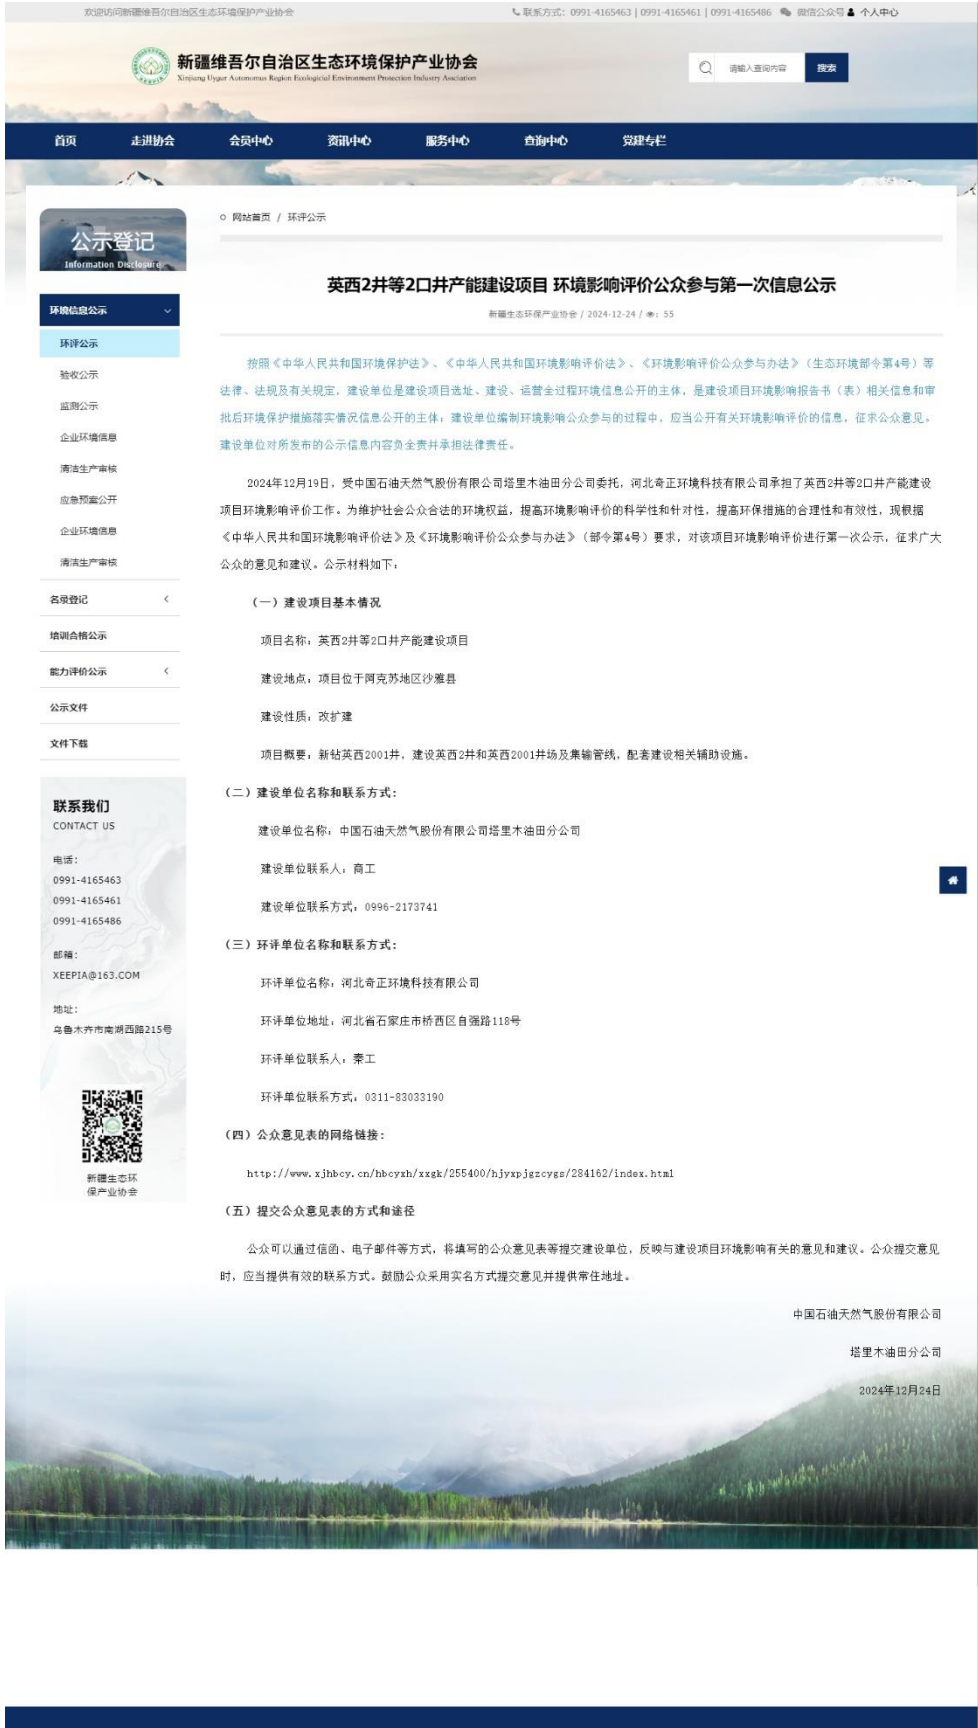 欢迎访问新疆维吾尔自治区生态环境保护产业协会
联系方式：0991-4165463 | 0991-4165461 | 0991-4165486 微信公众号 个人中心
新疆维吾尔自治区生态环境保护产业协会
Xinjiang Uygur Autonomous Region Ecological Environment Protection Industry Association
请输入查询内容 搜索
首页 走进协会 会员中心 资讯中心 服务中心 查询中心 党建专栏
公示登记
Information Disclosure
环境信息公示
环评公示
验收公示
监测公示
企业环境信息
清洁生产审核
应急预案公开
企业环境信息
清洁生产审核
名录登记
培训合格公示
能力评价公示
公示文件
文件下载
联系我们
CONTACT US
电话：
0991-4165463
0991-4165461
0991-4165486
邮箱：
XEEPIA@163.COM
地址：
乌鲁木齐市南湖西路215号
新疆生态环
保产业协会
网站首页 / 环评公示
英西2井等2口井产能建设项目 环境影响评价公众参与第一次信息公示
新疆生态环保产业协会 / 2024-12-24 / ：55
按照《中华人民共和国环境保护法》、《中华人民共和国环境影响评价法》、《环境影响评价公众参与办法》（生态环境部令第4号）等
法律、法规及有关规定，建设单位是建设项目选址、建设、运营全过程环境信息公开的主体，是建设项目环境影响报告书（表）相关信息和审
批后环境保护措施落实情况信息公开的主体；建设单位编制环境影响公众参与的过程中，应当公开有关环境影响评价的信息，征求公众意见。
建设单位对所发布的公示信息内容负全责并承担法律责任。
2024年12月19日，受中国石油天然气股份有限公司塔里木油田分公司委托，河北奇正环境科技有限公司承担了英西2井等2口井产能建设
项目环境影响评价工作。为维护社会公众合法的环境权益，提高环境影响评价的科学性和针对性，提高环保措施的合理性和有效性，现根据
《中华人民共和国环境影响评价法》及《环境影响评价公众参与办法》（部令第4号）要求，对该项目环境影响评价进行第一次公示，征求广大
公众的意见和建议。公示材料如下：
（一）建设项目基本情况
项目名称：英西2井等2口井产能建设项目
建设地点：项目位于阿克苏地区沙雅县
建设性质：改扩建
项目概要：新钻英西2001井，建设英西2井和英西2001井场及集输管线，配套建设相关辅助设施。
（二）建设单位名称和联系方式：
建设单位名称：中国石油天然气股份有限公司塔里木油田分公司
建设单位联系人：商工
建设单位联系方式：0996-2173741
（三）环评单位名称和联系方式：
环评单位名称：河北奇正环境科技有限公司
环评单位地址：河北省石家庄市桥西区自强路118号
环评单位联系人：秦工
环评单位联系方式：0311-83033190
（四）公众意见表的网络链接：
http://www.xjhbcy.cn/hbcyxh/xxgk/255400/hjyxpjgzcygs/284162/index.html
（五）提交公众意见表的方式和途径
公众可以通过信函、电子邮件等方式，将填写的公众意见表等提交建设单位，反映与建设项目环境影响有关的意见和建议。公众提交意见
时，应当提供有效的联系方式。鼓励公众采用实名方式提交意见并提供常住地址。
中国石油天然气股份有限公司
塔里木油田分公司
2024年12月24日